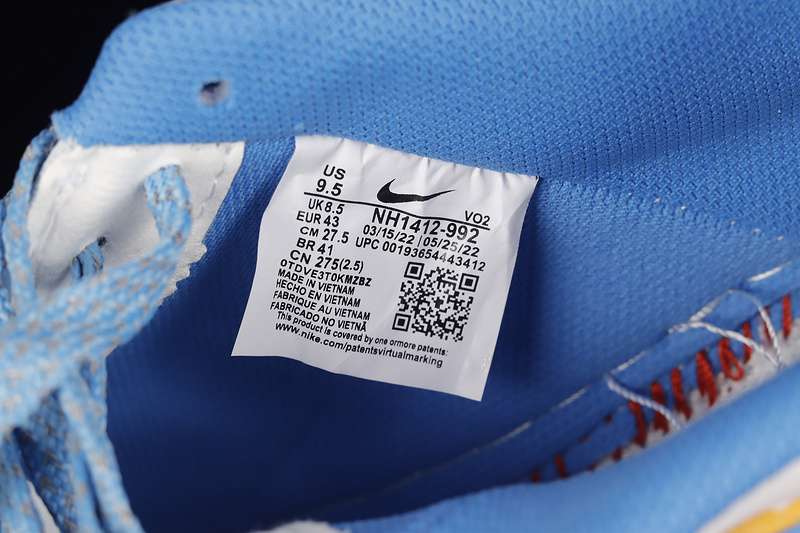 US
9.5
UK 8.5
EUR 43
CM 27.5
BR 41
CN 275(2.5)
0TDVE3T0KMZBZ
MADE IN VIETNAM
HECHO EN VIETNAM
FABRIQUE AU VIETNAM
FABRICADO NO VIETNÃ
This product is covered by one ormore patents:
www.nike.com/patentsvirtualmarking
VO2
NH1412-992
03/15/22 | 05/25/22
UPC 00193654443412